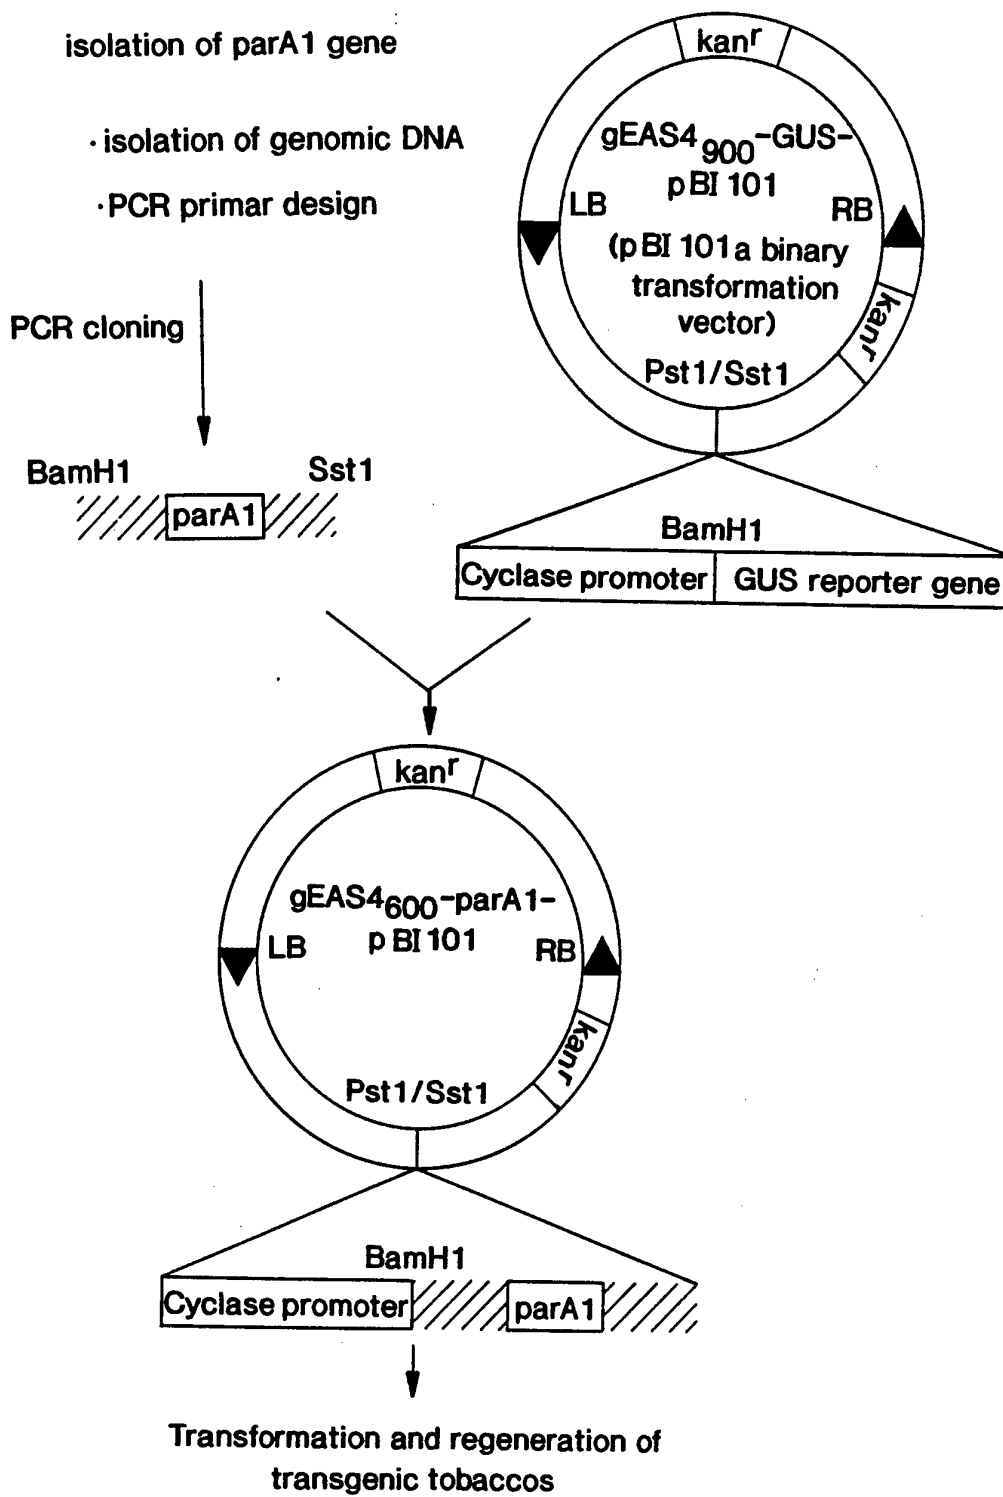 isolation of parA1 gene
·isolation of genomic DNA
·PCR primar design
PCR cloning
BamH1 Sst1
parA1
kanr
gEAS4900-GUS-
pBI 101
LB RB
(pBI 101a binary
transformation
vector)
kanr
Pst1/Sst1
BamH1
Cyclase promoter GUS reporter gene
kanr
gEAS4600-parA1-
pBI 101
LB RB
kanr
Pst1/Sst1
BamH1
Cyclase promoter parA1
Transformation and regeneration of
transgenic tobaccos